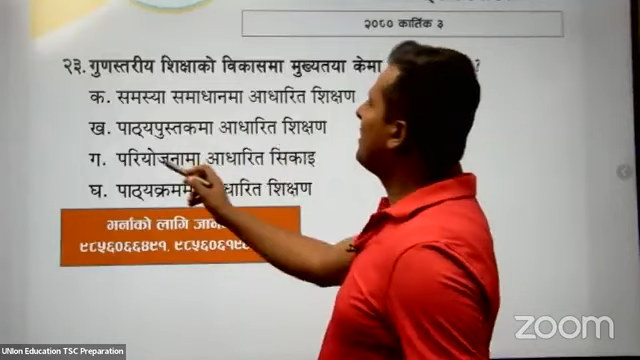 २०८० कार्तिक ३
२३. गुणस्तरीय शिक्षाको विकासमा मुख्यतया केमा ?
क. समस्या समाधानमा आधारित शिक्षण
ख. पाठ्यपुस्तकमा आधारित शिक्षण
ग. परियोजनामा आधारित सिकाइ
घ. पाठ्यक्रममा आधारित शिक्षण
भर्नाको लागि
९८५६०६६४९१,
zoom
UNIon Education TSC Preparation